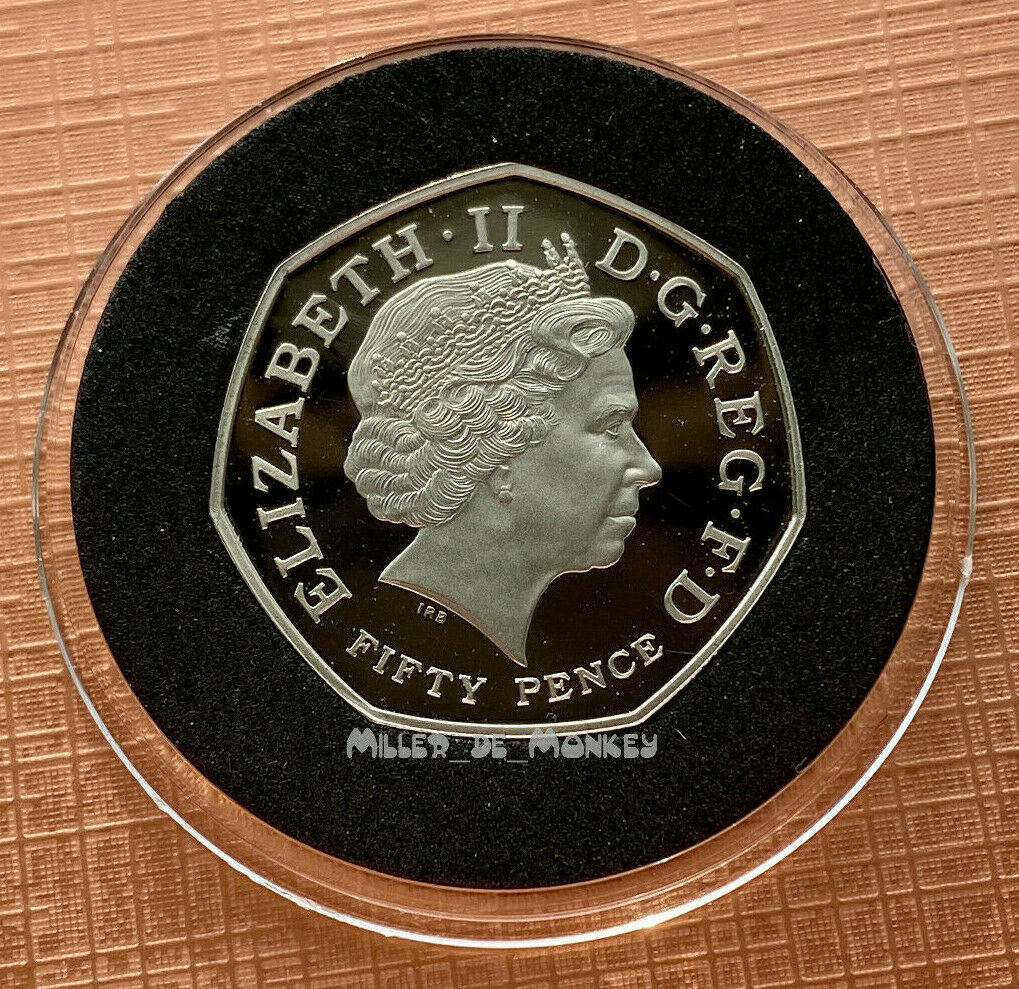 ELIZABETH·II D·G·REG·F·D
IRB
FIFTY PENCE
MILLER_DE_MONKEY